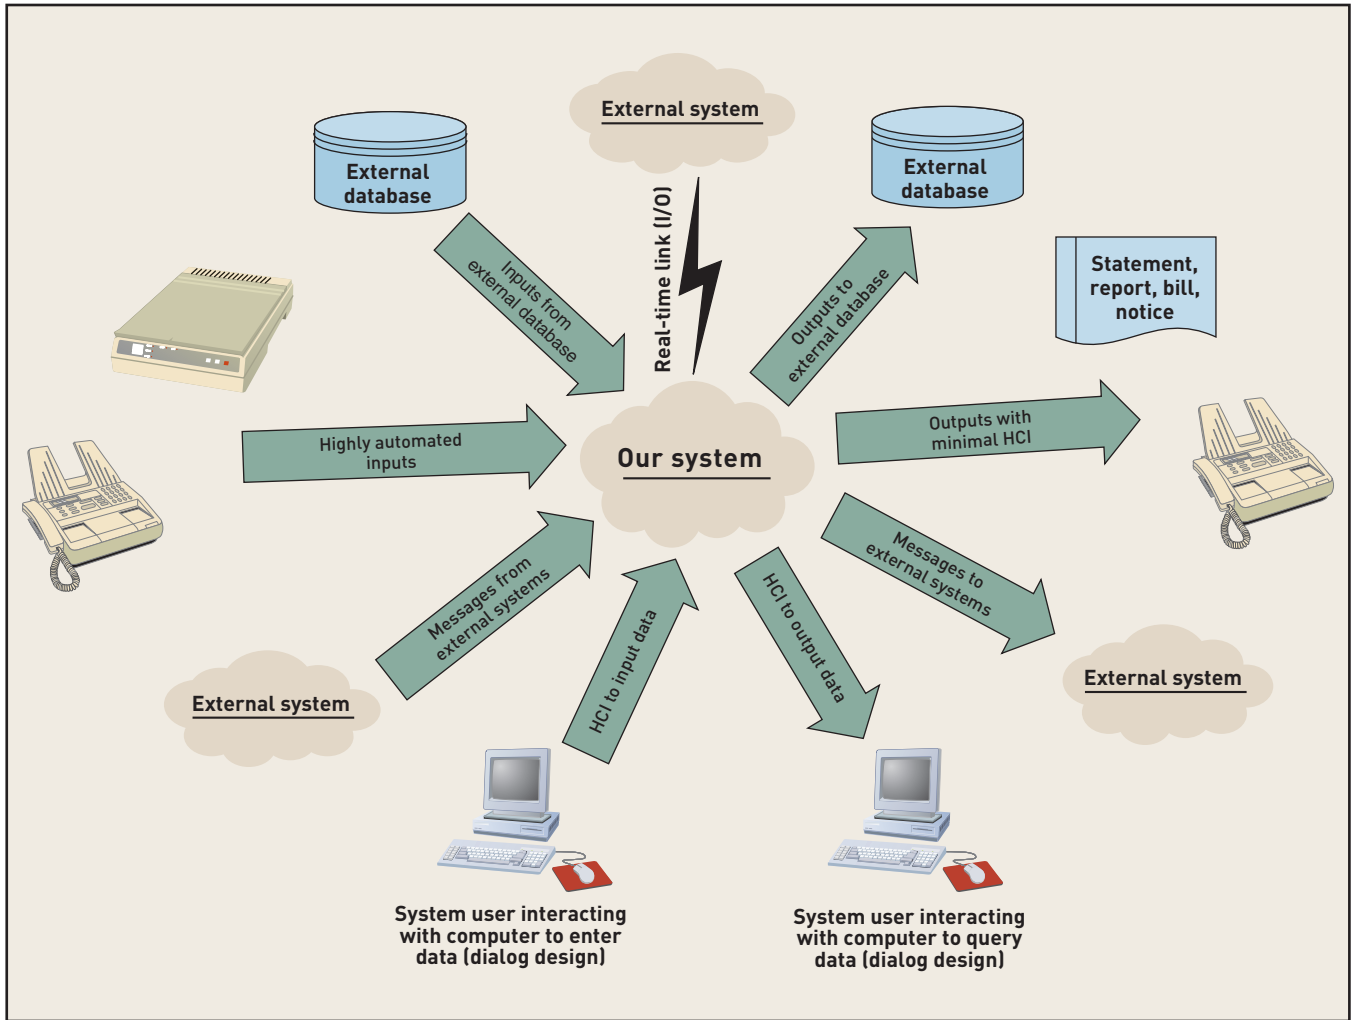 External system
External
database
External
database
Real-time link (I/O)
Inputs from
external database
Outputs to
external database
Statement,
report, bill,
notice
Highly automated
inputs
Our system
Outputs with
minimal HCI
Messages from
external systems
HCI to input data
HCI to output data
Messages to
external systems
External system
External system
System user interacting
with computer to enter
data (dialog design)
System user interacting
with computer to query
data (dialog design)